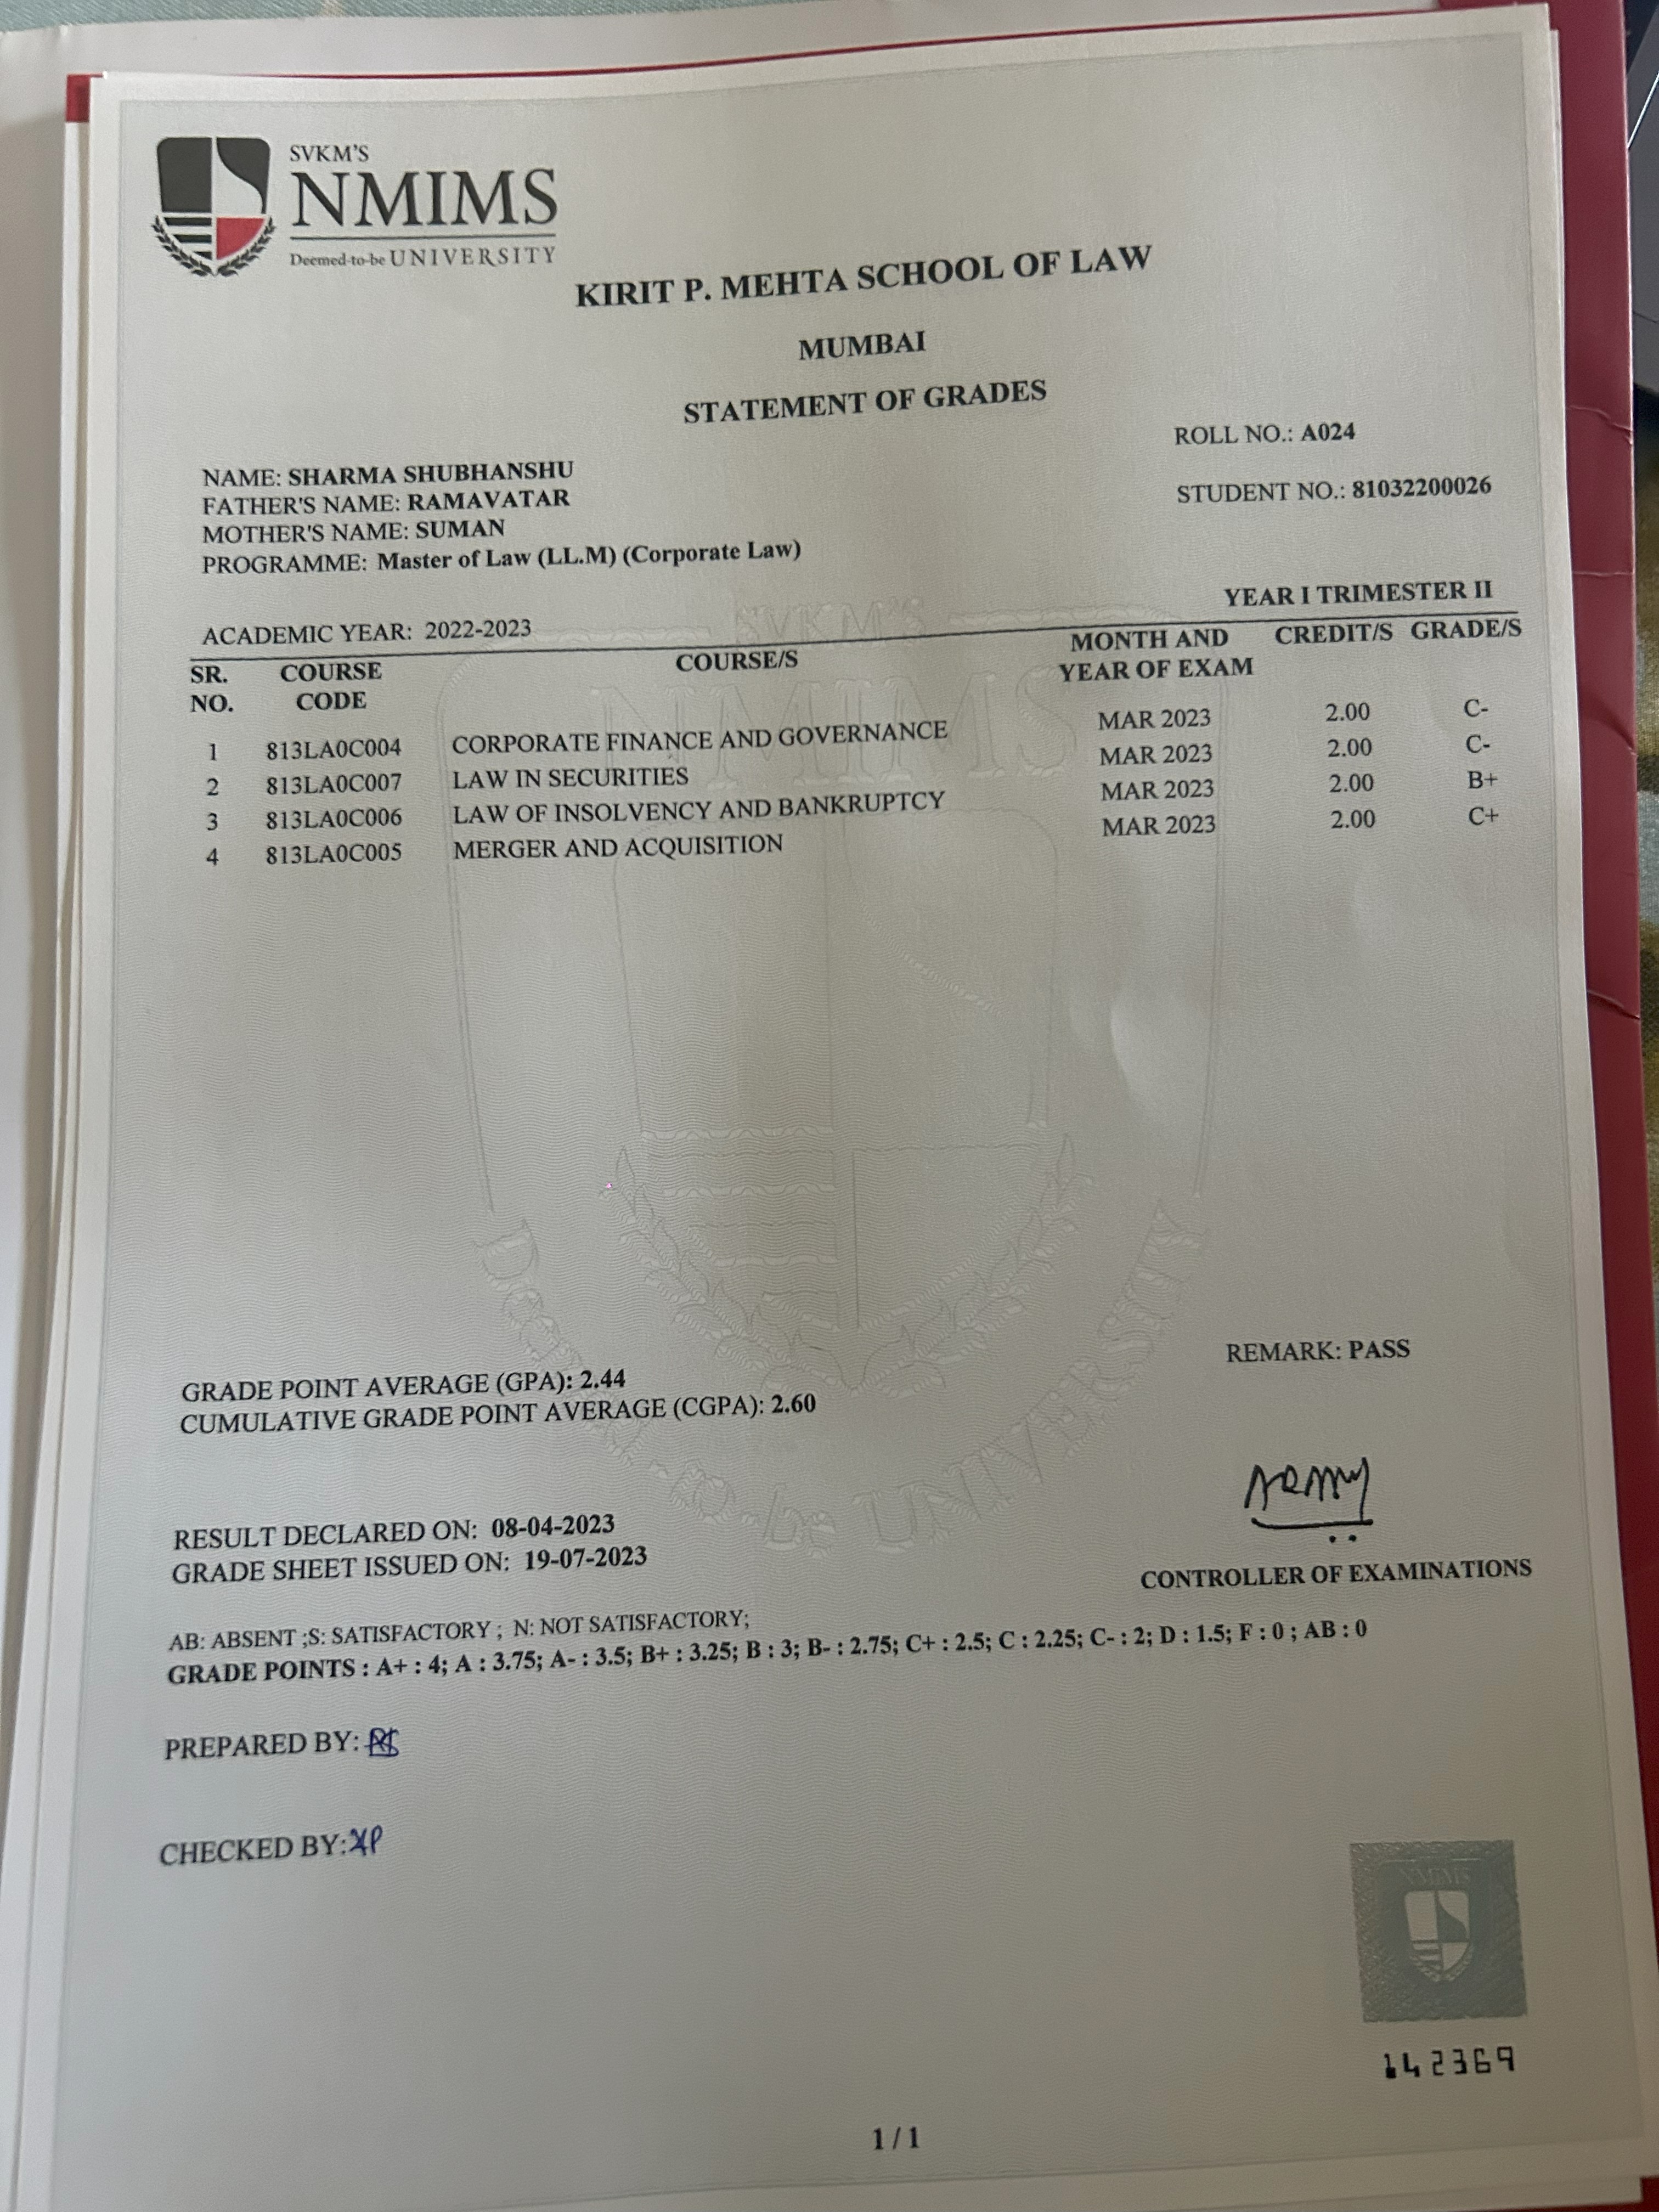 SVKM'S
NMIMS
Deemed-to-be UNIVERSITY
KIRIT P. MEHTA SCHOOL OF LAW
MUMBAI
STATEMENT OF GRADES
ROLL NO.: A024
NAME: SHARMA SHUBHANSHU
STUDENT NO.: 81032200026
FATHER'S NAME: RAMAVATAR
MOTHER'S NAME: SUMAN
PROGRAMME: Master of Law (LL.M) (Corporate Law)
YEAR I TRIMESTER II
ACADEMIC YEAR: 2022-2023
SR. NO. COURSE CODE COURSE/S MONTH AND YEAR OF EXAM CREDIT/S GRADE/S
1 813LA0C004 CORPORATE FINANCE AND GOVERNANCE MAR 2023 2.00 C-
2 813LA0C007 LAW IN SECURITIES MAR 2023 2.00 C-
3 813LA0C006 LAW OF INSOLVENCY AND BANKRUPTCY MAR 2023 2.00 B+
4 813LA0C005 MERGER AND ACQUISITION MAR 2023 2.00 C+
SVKM'S
NMIMS
Deemed-to-be UNIVERSITY
REMARK: PASS
GRADE POINT AVERAGE (GPA): 2.44
CUMULATIVE GRADE POINT AVERAGE (CGPA): 2.60
RESULT DECLARED ON: 08-04-2023
GRADE SHEET ISSUED ON: 19-07-2023
CONTROLLER OF EXAMINATIONS
AB: ABSENT ;S: SATISFACTORY ; N: NOT SATISFACTORY;
GRADE POINTS : A+ : 4; A : 3.75; A- : 3.5; B+ : 3.25; B : 3; B- : 2.75; C+ : 2.5; C : 2.25; C- : 2; D : 1.5; F : 0 ; AB : 0
PREPARED BY:
CHECKED BY:
NMIMS
142369
1 / 1